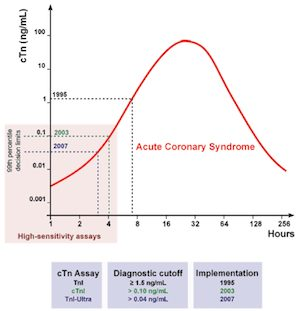 cTn (ng/mL)
100
10
1
0.1
0.01
0.001
99th percentile
decision limits
1995
2003
2007
Acute Coronary Syndrome
1 2 4 8 16 32 64 128 256
High-sensitivity assays
Hours
cTn Assay Diagnostic cutoff Implementation
TnI ≥ 1.5 ng/mL 1995
cTnI > 0.10 ng/mL 2003
TnI-Ultra > 0.04 ng/mL 2007